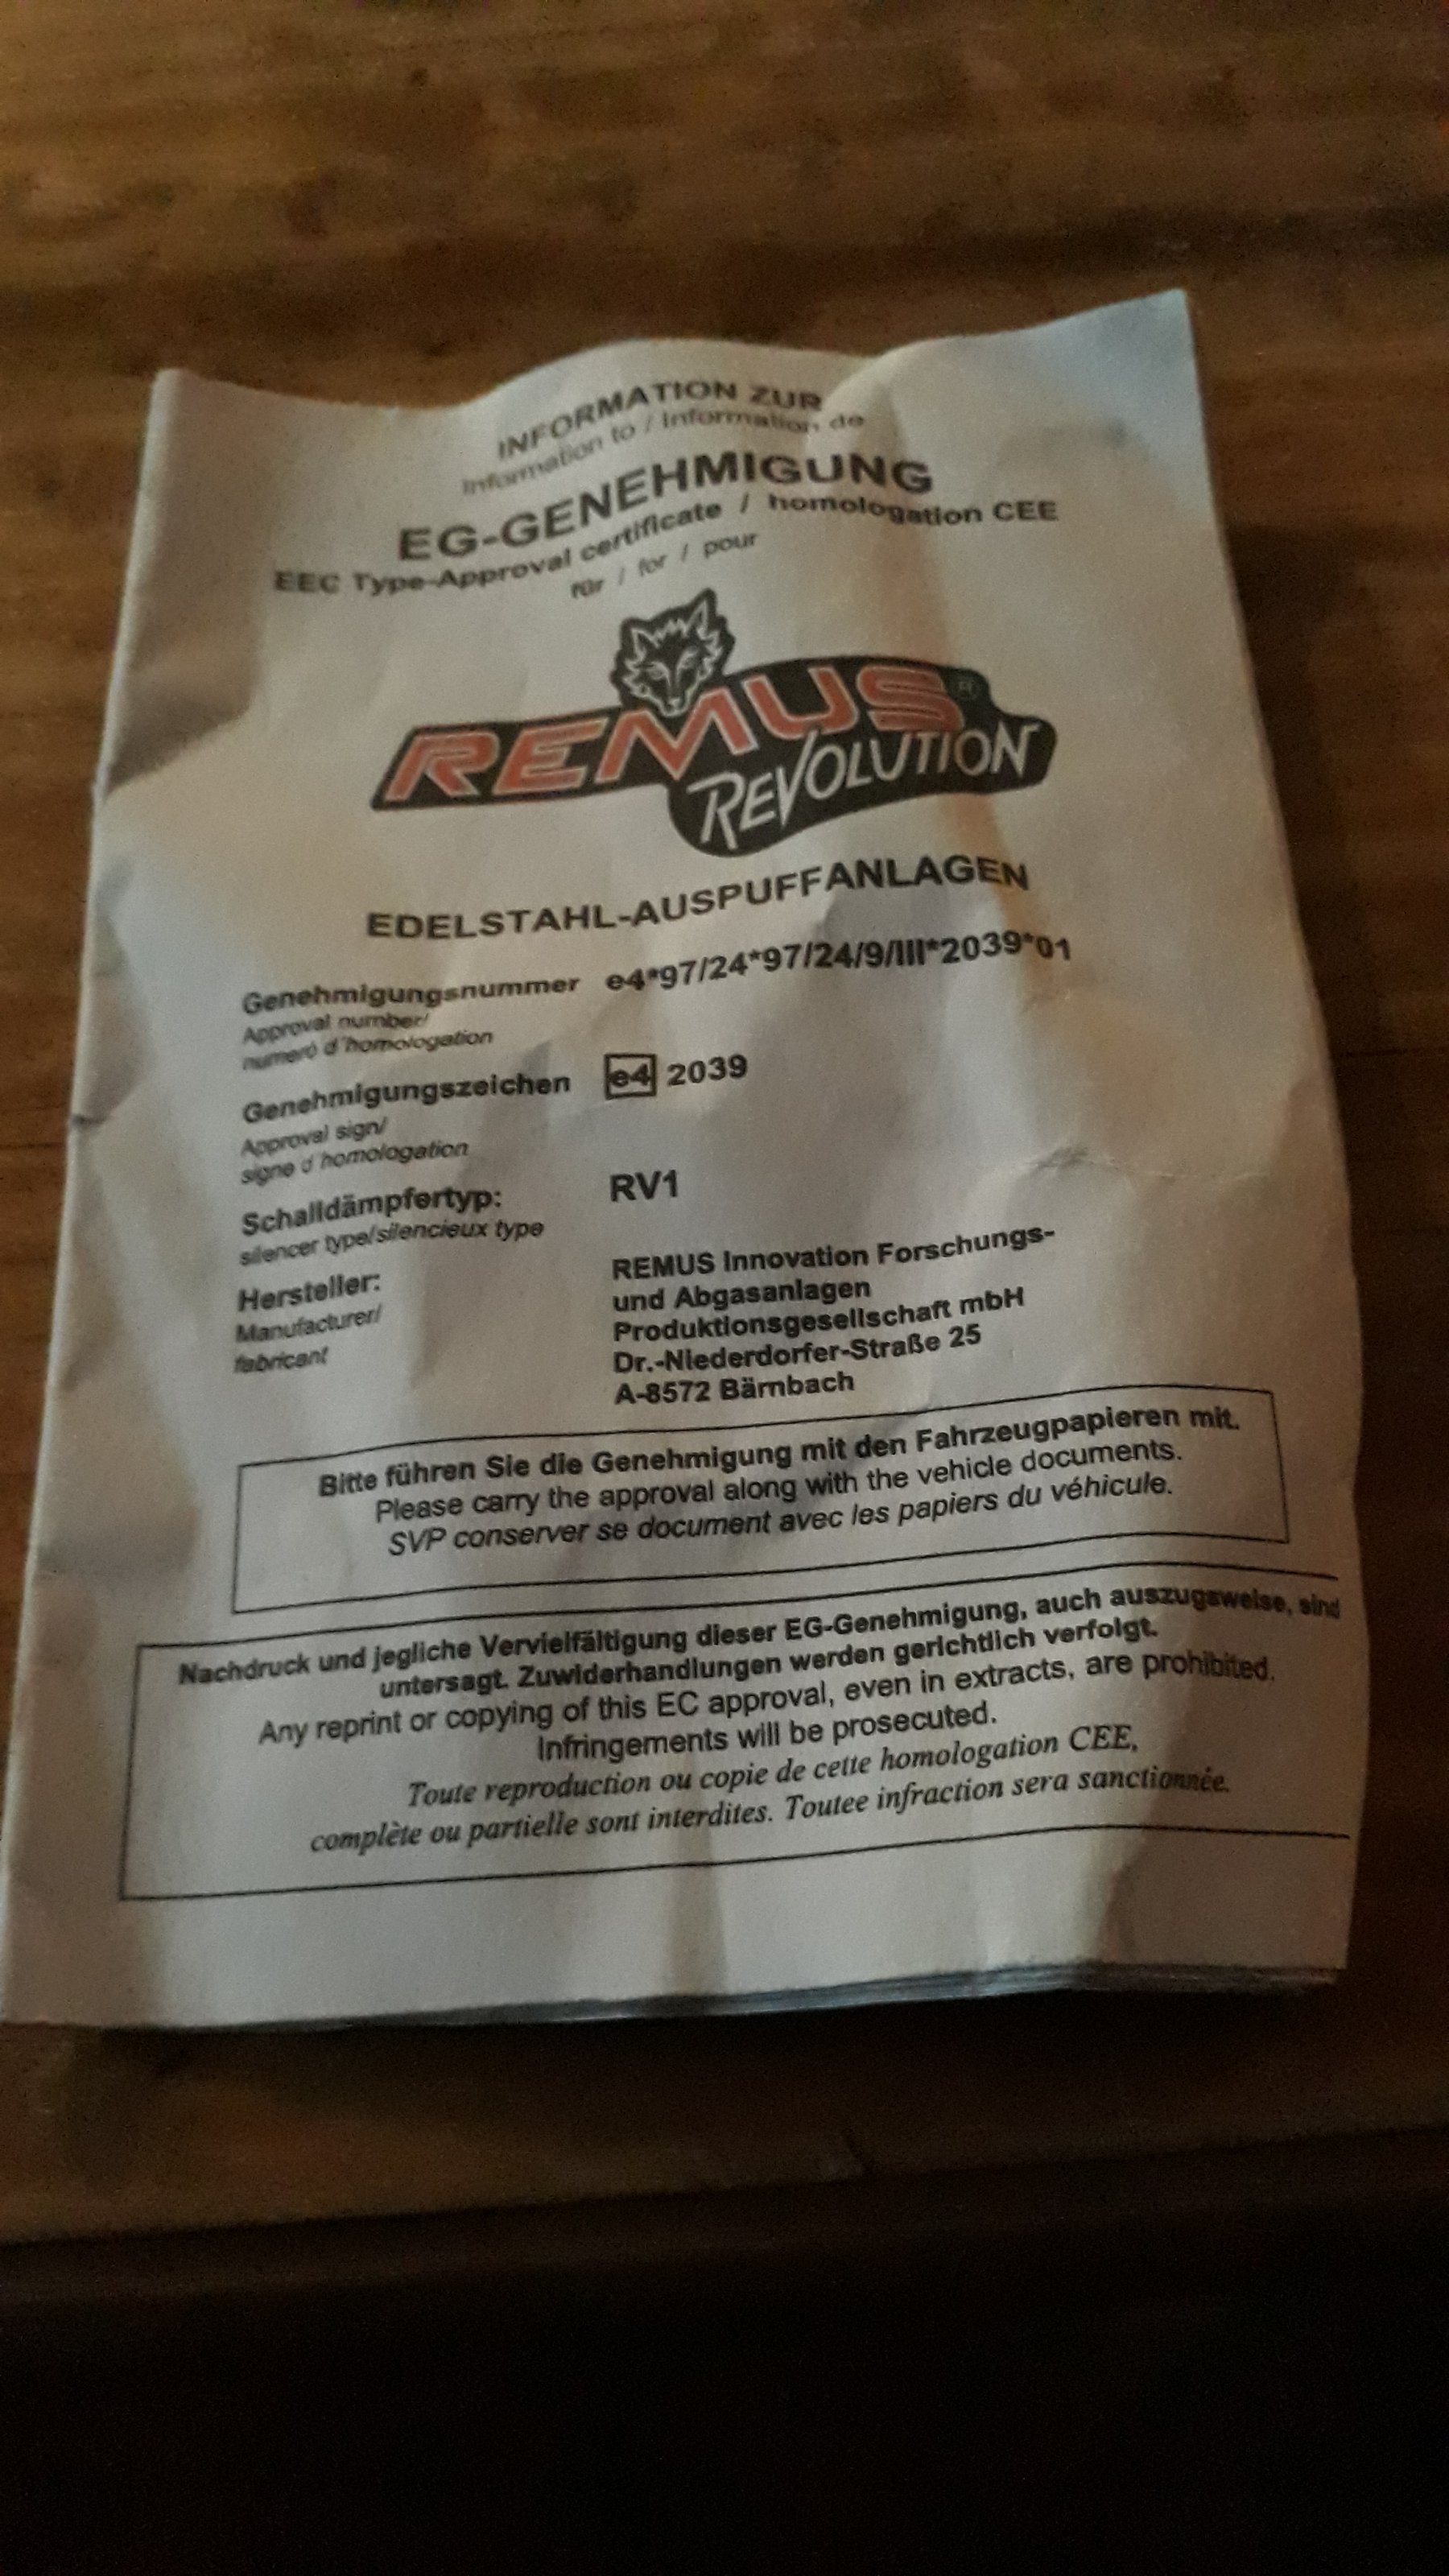 INFORMATION ZUR
Information to / Information de
EG-GENEHMIGUNG
EEC Type-Approval certificate / homologation CEE
für / for / pour
REMUS®
REVOLUTION
EDELSTAHL-AUSPUFFANLAGEN
Genehmigungsnummer e4*97/24*97/24/9/III*2039*01
Approval number/
numeró d'homologation
Genehmigungszeichen e4 2039
Approval sign/
signe d'homologation
Schalldämpfertyp: RV1
silencer type/silencieux type
Hersteller: REMUS Innovation Forschungs-
Manufacturer/ und Abgasanlagen
fabricant Produktionsgesellschaft mbH
Dr.-Niederdorfer-Straße 25
A-8572 Bärnbach
Bitte führen Sie die Genehmigung mit den Fahrzeugpapieren mit.
Please carry the approval along with the vehicle documents.
SVP conserver se document avec les papiers du véhicule.
Nachdruck und jegliche Vervielfältigung dieser EG-Genehmigung, auch auszugsweise, sind
untersagt. Zuwiderhandlungen werden gerichtlich verfolgt.
Any reprint or copying of this EC approval, even in extracts, are prohibited.
Infringements will be prosecuted.
Toute reproduction ou copie de cette homologation CEE,
complète ou partielle sont interdites. Toutee infraction sera sanctionnée.